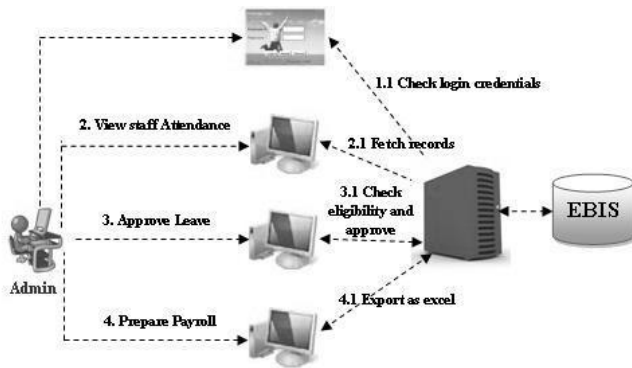 1.1 Check login credentials
2. View staff Attendance
2.1 Fetch records
3.1 Check
eligibility and
approve
3. Approve Leave
EBIS
Admin
4.1 Export as excel
4. Prepare Payroll